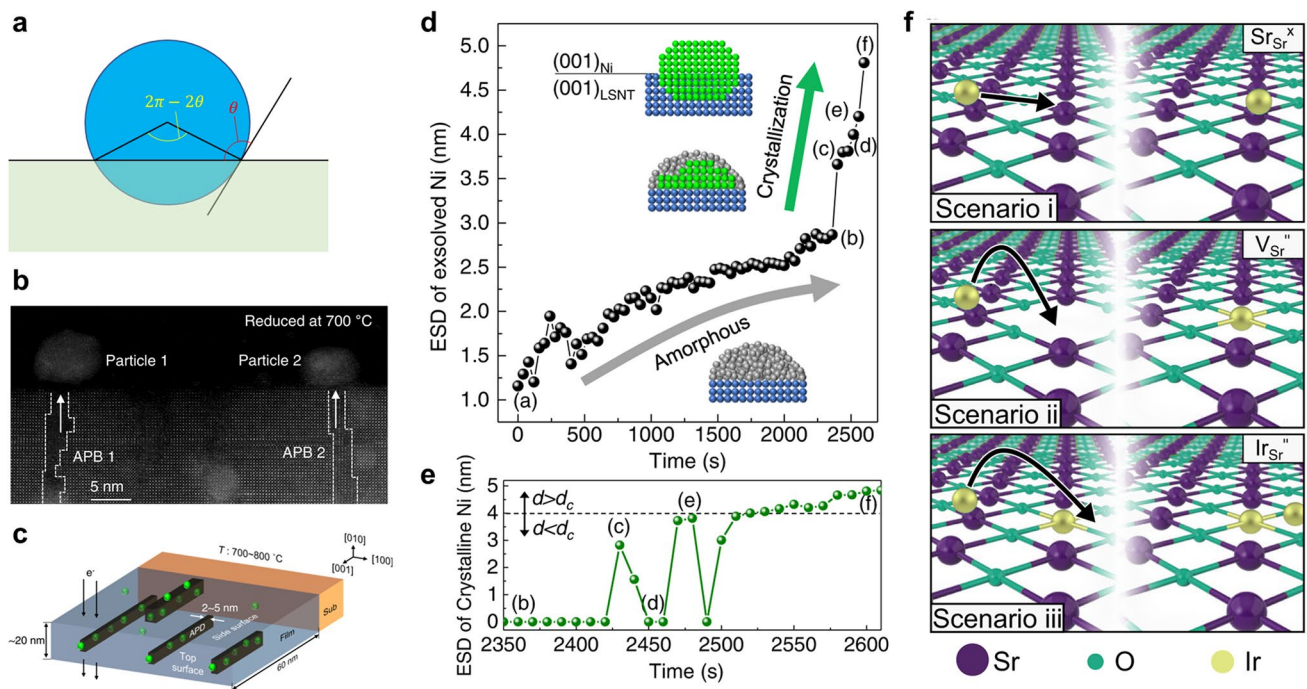 a
2π − 2θ
θ
b
Reduced at 700 °C
Particle 1
Particle 2
APB 1
APB 2
5 nm
c
T : 700~800 ˚C
[010]
[100]
[001]
e-
2~5 nm
~20 nm
APD
Side surface
Top surface
Film
Sub
60 nm
d
ESD of exsolved Ni (nm)
5.0
4.5
4.0
3.5
3.0
2.5
2.0
1.5
1.0
(001)Ni
(001)LSNT
Crystallization
Amorphous
(a)
(b)
(c)
(d)
(e)
(f)
0
500
1000
1500
2000
2500
Time (s)
e
ESD of Crystalline Ni (nm)
5
4
3
2
1
0
d>dc
d<dc
(b)
(c)
(d)
(e)
(f)
2350
2400
2450
2500
2550
2600
Time (s)
f
SrSr x
Scenario i
VSr''
Scenario ii
IrSr''
Scenario iii
Sr
O
Ir